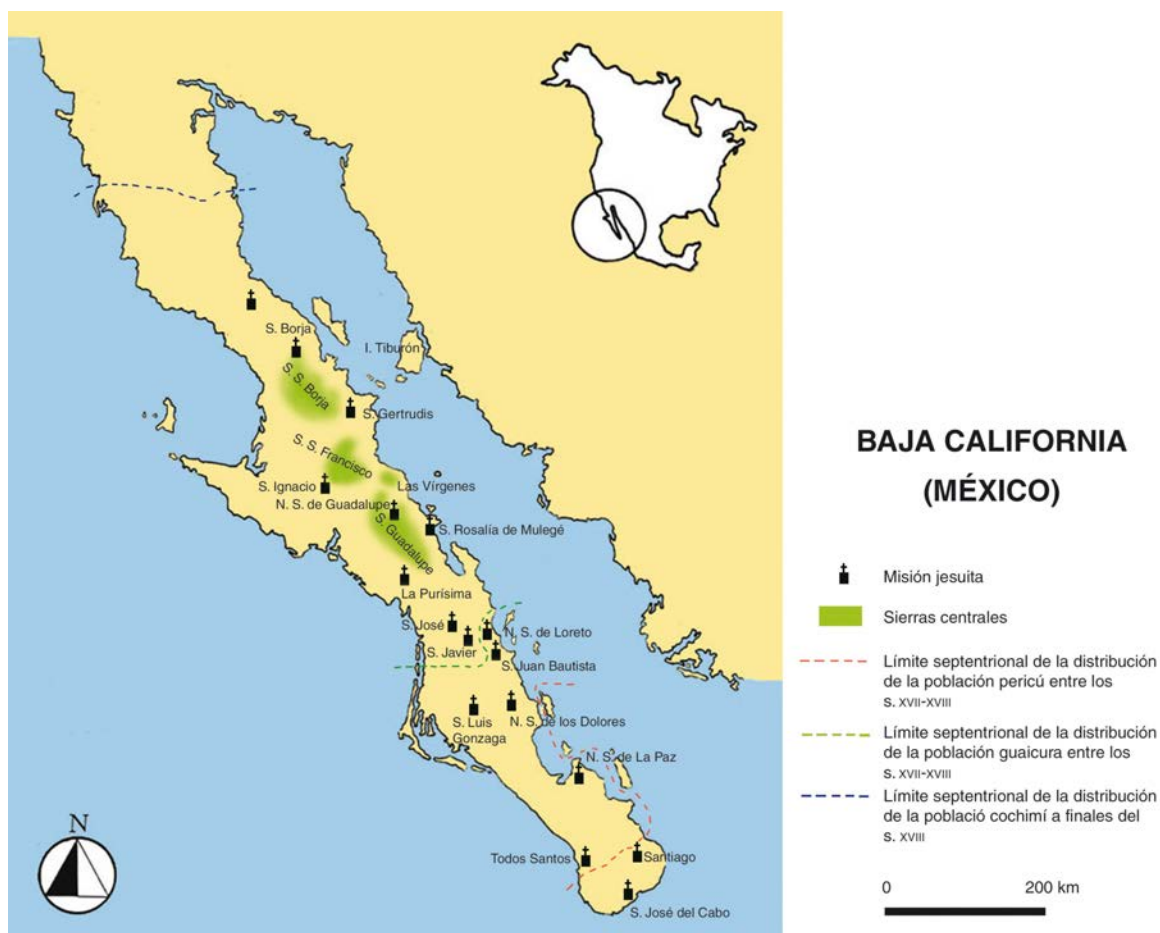 S. Borja
I. Tiburón
S. S. Borja
S. Gertrudis
S. S. Francisco
S. Ignacio
Las Vírgenes
N. S. de Guadalupe
S. Rosalía de Mulegé
S. Guadalupe
La Purísima
S. José
N. S. de Loreto
S. Javier
S. Juan Bautista
S. Luis
Gonzaga
N. S. de los Dolores
N. S. de La Paz
Todos Santos
Santiago
S. José del Cabo
N
BAJA CALIFORNIA
(MÉXICO)
Misión jesuita
Sierras centrales
Límite septentrional de la distribución
de la población pericú entre los
s. XVII-XVIII
Límite septentrional de la distribución
de la población guaicura entre los
s. XVII-XVIII
Límite septentrional de la distribución
de la població cochimí a finales del
s. XVIII
0 200 km